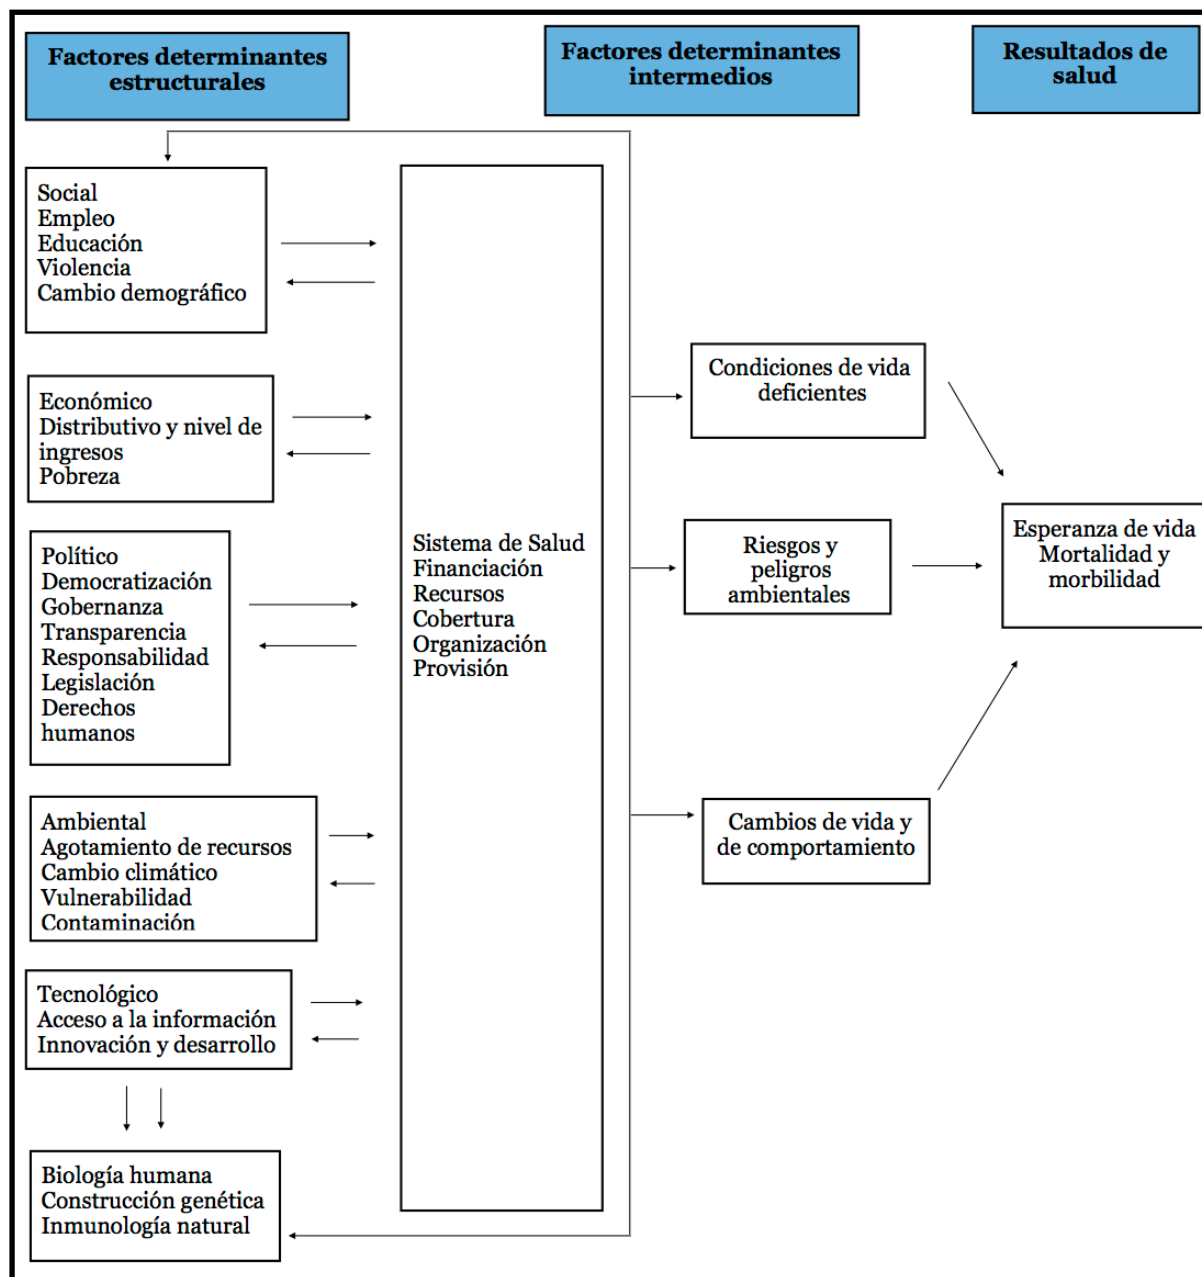 Factores determinantes
estructurales
Factores determinantes
intermedios
Resultados de
salud
Social
Empleo
Educación
Violencia
Cambio demográfico
Económico
Distributivo y nivel de
ingresos
Pobreza
Político
Democratización
Gobernanza
Transparencia
Responsabilidad
Legislación
Derechos
humanos
Ambiental
Agotamiento de recursos
Cambio climático
Vulnerabilidad
Contaminación
Tecnológico
Acceso a la información
Innovación y desarrollo
Biología humana
Construcción genética
Inmunología natural
Sistema de Salud
Financiación
Recursos
Cobertura
Organización
Provisión
Condiciones de vida
deficientes
Riesgos y
peligros
ambientales
Cambios de vida y
de comportamiento
Esperanza de vida
Mortalidad y
morbilidad